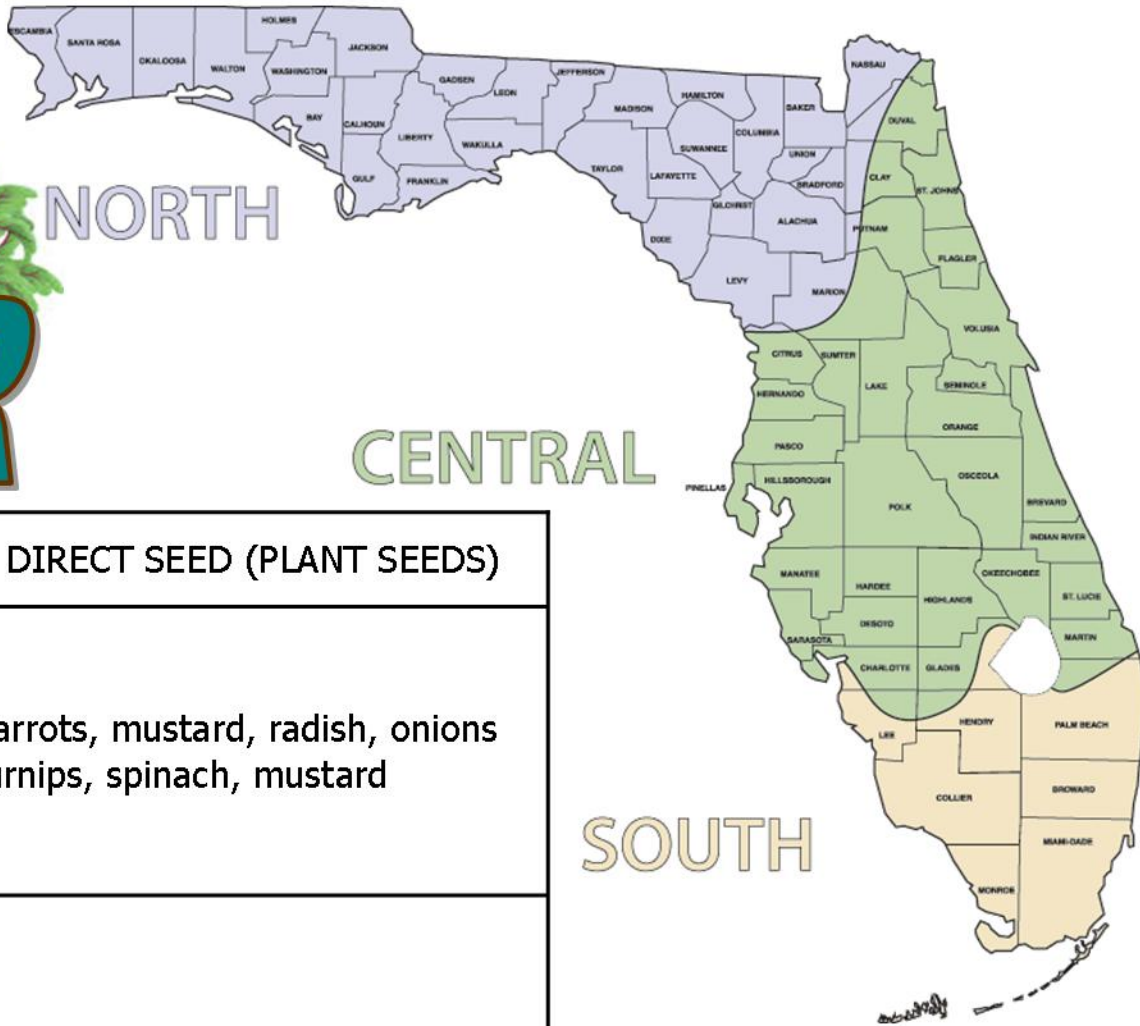 ESCAMBIA
SANTA ROSA
OKALOOSA
WALTON
HOLMES
WASHINGTON
JACKSON
BAY
CALHOUN
GULF
GADSEN
LIBERTY
FRANKLIN
LEON
WAKULLA
JEFFERSON
MADISON
TAYLOR
HAMILTON
SUWANNEE
LAFAYETTE
DIXIE
COLUMBIA
GILCHRIST
LEVY
BAKER
UNION
BRADFORD
ALACHUA
MARION
NASSAU
DUVAL
CLAY
ST. JOHNS
PUTNAM
FLAGLER
VOLUSIA
NORTH
CITRUS
SUMTER
LAKE
SEMINOLE
HERNANDO
ORANGE
PASCO
CENTRAL
PINELLAS
HILLSBOROUGH
POLK
OSCEOLA
BREVARD
INDIAN RIVER
MANATEE
HARDEE
HIGHLANDS
OKEECHOBEE
ST. LUCIE
DESOTO
SARASOTA
MARTIN
CHARLOTTE
GLADES
LEE
HENDRY
PALM BEACH
COLLIER
BROWARD
MIAMI-DADE
MONROE
SOUTH
DIRECT SEED (PLANT SEEDS)
mustard, radish, onions
spinach, mustard